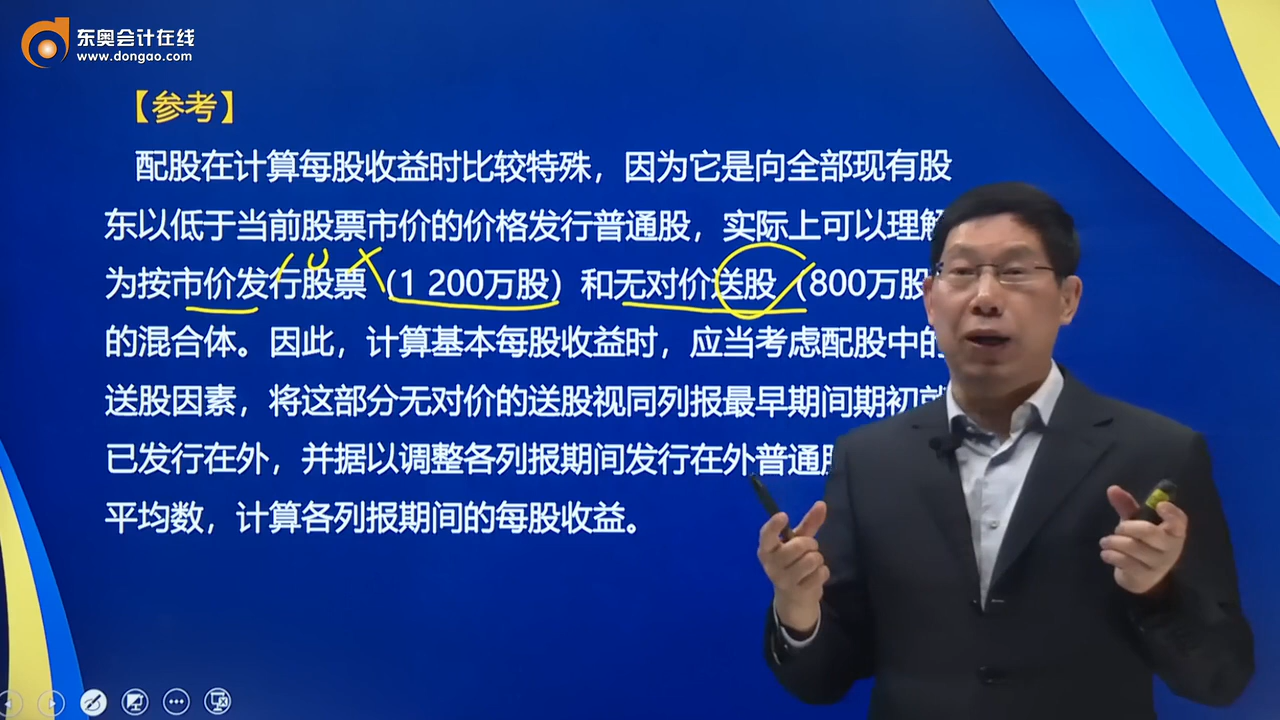 东奥会计在线
www.dongao.com
【参考】
配股在计算每股收益时比较特殊，因为它是向全部现有股
东以低于当前股票市价的价格发行普通股，实际上可以理解
为按市价发行股票（1 200万股）和无对价送股（800万股
的混合体。因此，计算基本每股收益时，应当考虑配股中的
送股因素，将这部分无对价的送股视同列报最早期间期初就
已发行在外，并据以调整各列报期间发行在外普通股
平均数，计算各列报期间的每股收益。